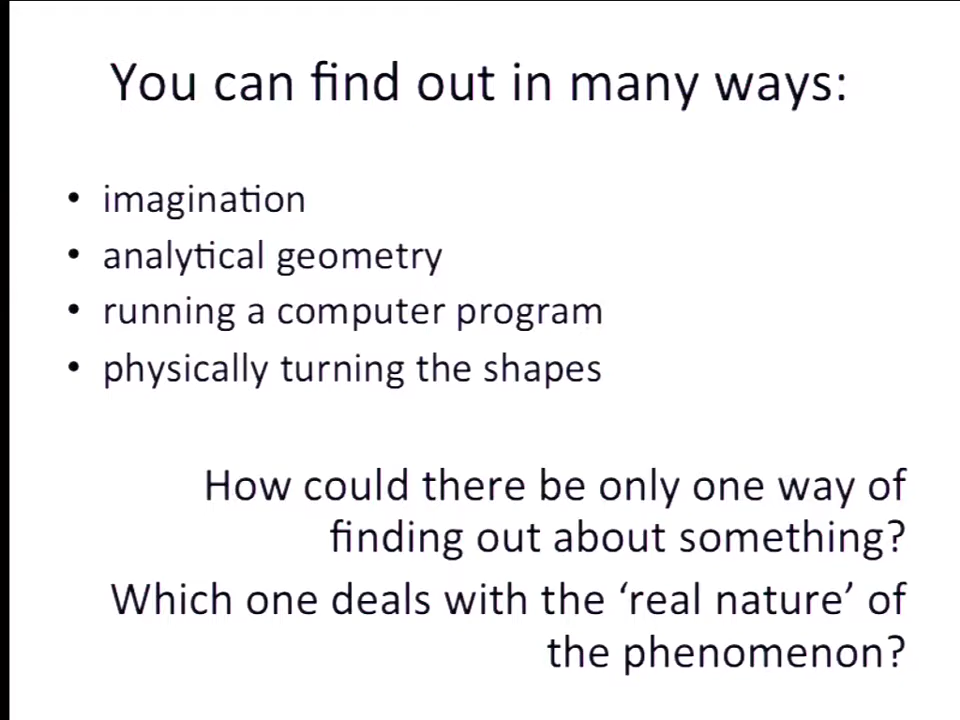 You can find out in many ways:
• imagination
• analytical geometry
• running a computer program
• physically turning the shapes
How could there be only one way of
finding out about something?
Which one deals with the ‘real nature’ of
the phenomenon?